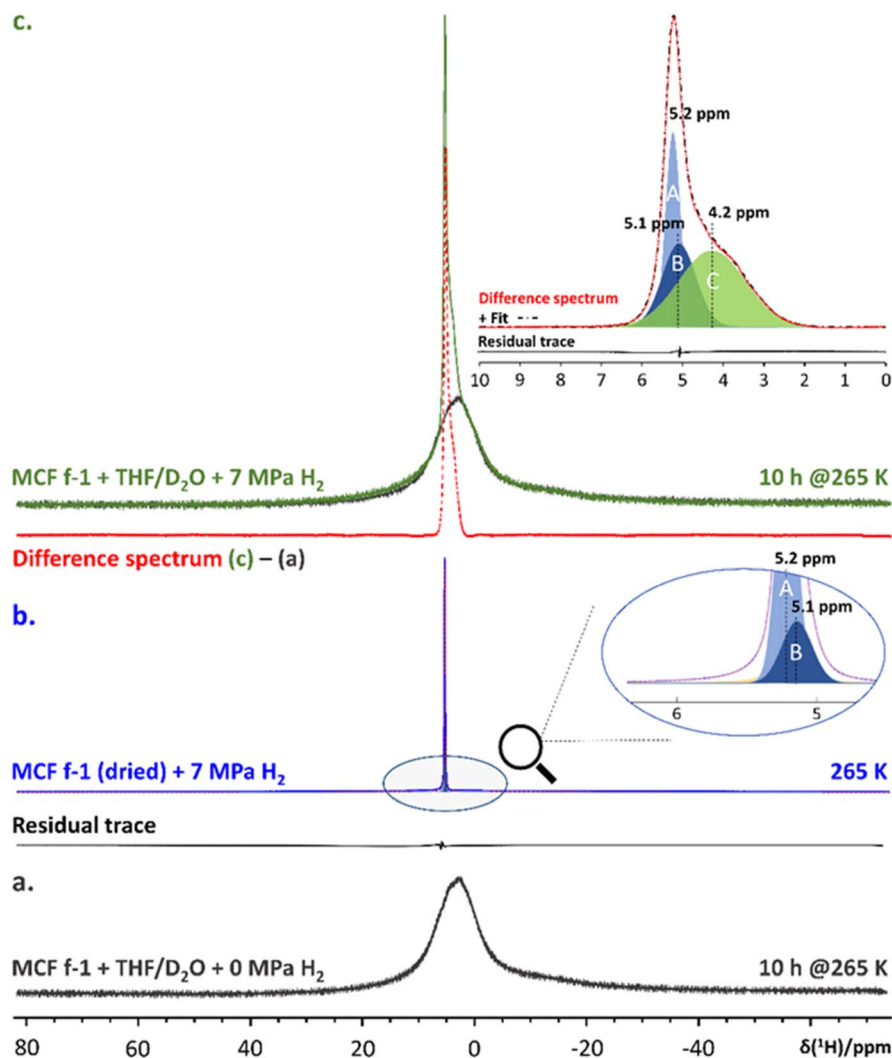 c.
5.2 ppm
A
5.1 ppm
4.2 ppm
B
C
Difference spectrum
+ Fit
Residual trace
10 9 8 7 6 5 4 3 2 1 0
MCF f-1 + THF/D₂O + 7 MPa H₂ 10 h @265 K
Difference spectrum (c) – (a)
5.2 ppm
A
5.1 ppm
B
6 5
b.
MCF f-1 (dried) + 7 MPa H₂ 265 K
Residual trace
a.
MCF f-1 + THF/D₂O + 0 MPa H₂ 10 h @265 K
80 60 40 20 0 -20 -40 δ(¹H)/ppm